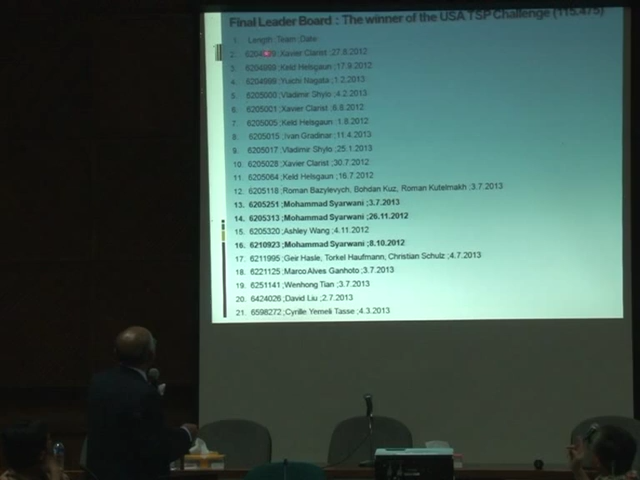 Final Leader Board : The winner of the USA TSP Challenge (115.475)
1. Length ;Team ;Date
2. ;Xavier Clarist ;27.8.2012
3. 6204999 ;Keld Helsgaun ;17.9.2012
4. 6204999 ;Yuichi Nagata ;1.2.2013
5. 6205000 ;Vladimir Shylo ;4.2.2013
6. 6205001 ;Xavier Clarist ;6.8.2012
7. 6205005 ;Keld Helsgaun ;1.8.2012
8. 6205015 ;Ivan Gradinar ;11.4.2013
9. 6205017 ;Vladimir Shylo ;25.1.2013
10. 6205028 ;Xavier Clarist ;30.7.2012
11. 6205064 ;Keld Helsgaun ;16.7.2012
12. 6205118 ;Roman Bazylevych, Bohdan Kuz, Roman Kutelmakh ;3.7.2013
13. 6205251 ;Mohammad Syarwani ;3.7.2013
14. 6205313 ;Mohammad Syarwani ;26.11.2012
15. 6205320 ;Ashley Wang ;4.11.2012
16. 6210923 ;Mohammad Syarwani ;8.10.2012
17. 6211995 ;Geir Hasle, Torkel Haufmann, Christian Schulz ;4.7.2013
18. 6221125 ;Marco Alves Ganhoto ;3.7.2013
19. 6251141 ;Wenhong Tian ;3.7.2013
20. 6424026 ;David Liu ;2.7.2013
21. 6598272 ;Cyrille Yemeli Tasse ;4.3.2013